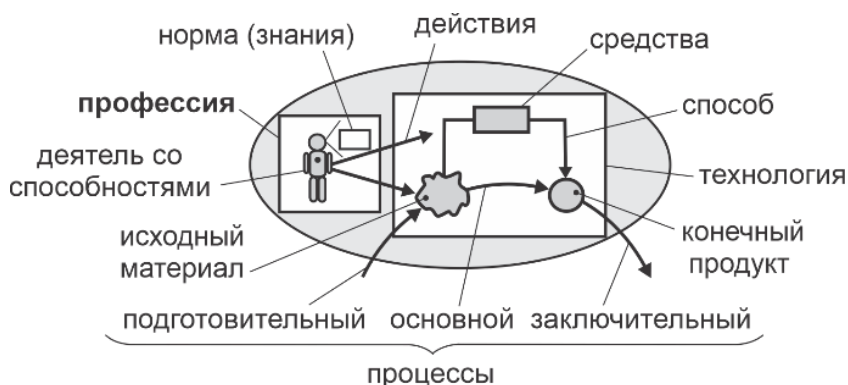 норма (знания)
действия
средства
профессия
способ
деятель со
способностями
технология
исходный
материал
конечный
продукт
подготовительный
основной
заключительный
процессы